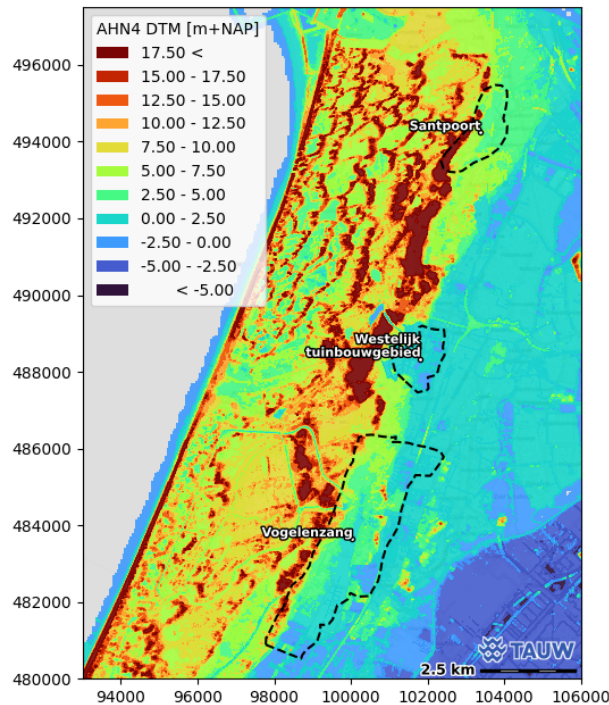 AHN4 DTM [m+NAP]
17.50 <
15.00 - 17.50
12.50 - 15.00
10.00 - 12.50
7.50 - 10.00
5.00 - 7.50
2.50 - 5.00
0.00 - 2.50
-2.50 - 0.00
-5.00 - -2.50
< -5.00
496000
494000
492000
490000
488000
486000
484000
482000
480000
Santpoort
Westelijk
tuinbouwgebied
Vogelenzang
TAUW
2.5 km
94000 96000 98000 100000 102000 104000 106000